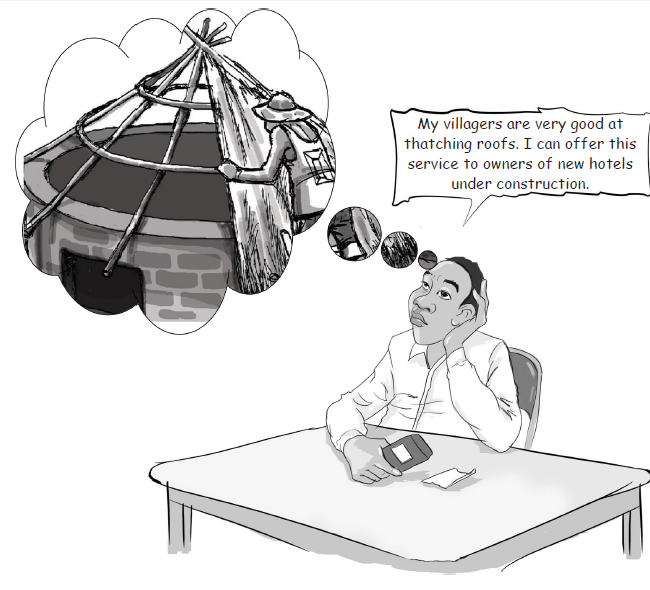 My villagers are very good at
thatching roofs. I can offer this
service to owners of new hotels
under construction.